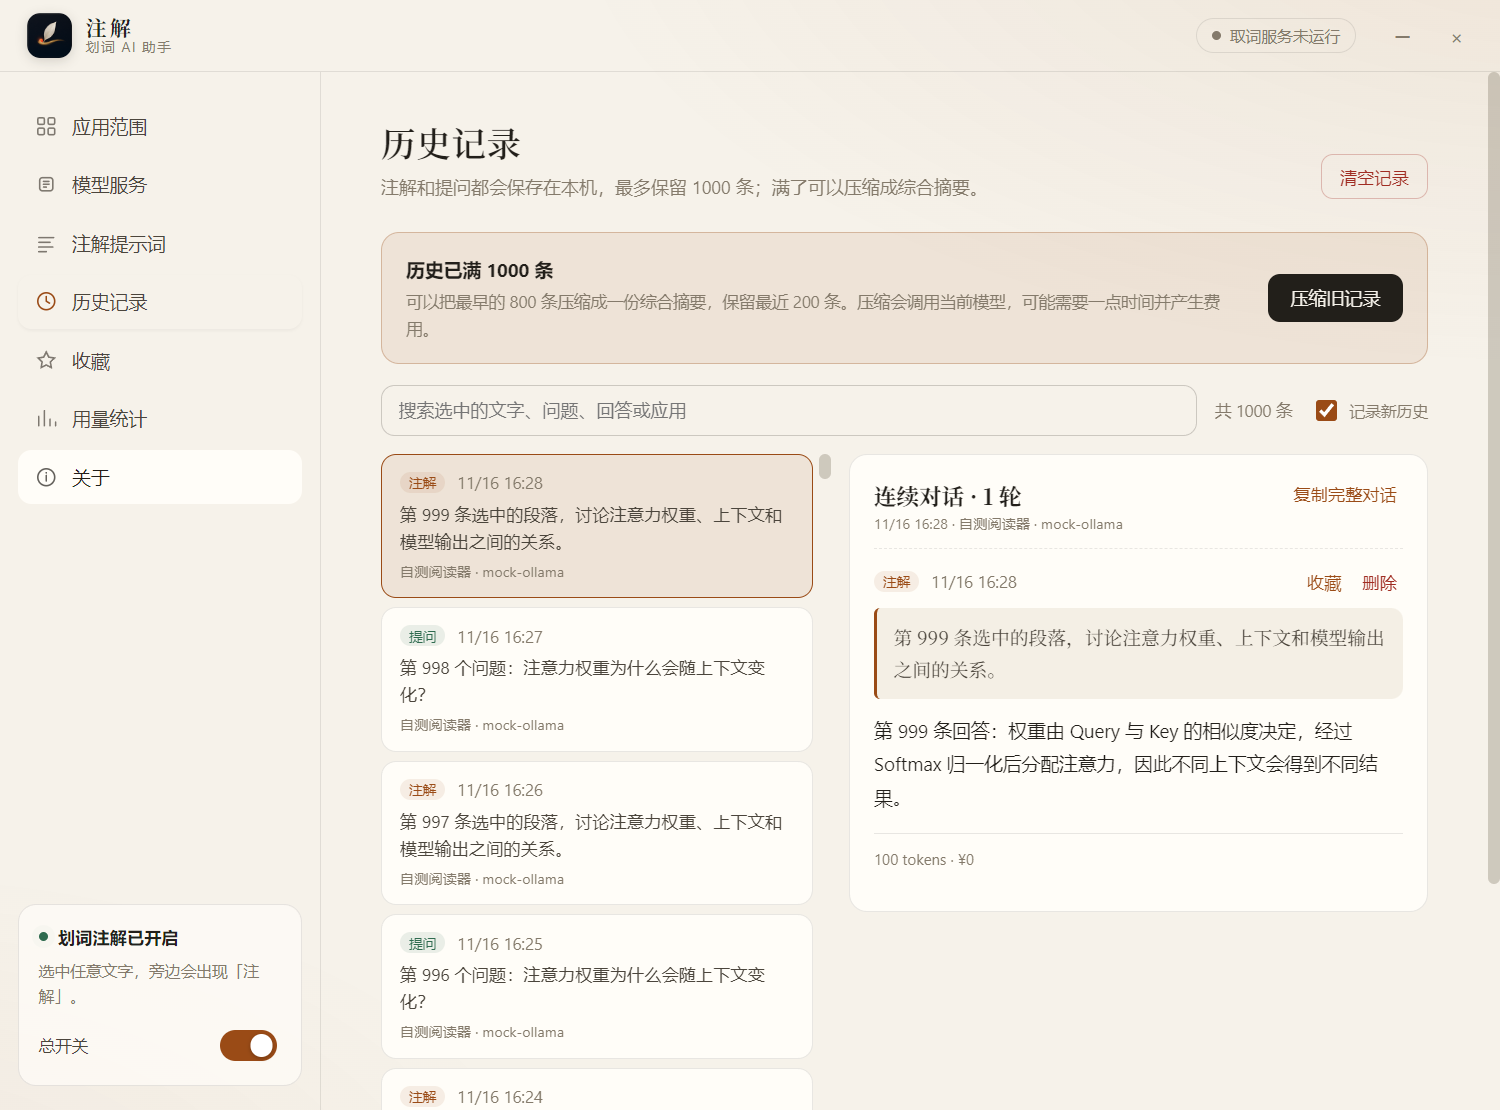 注解
划词 AI 助手
取词服务未运行
应用范围
模型服务
注解提示词
历史记录
收藏
用量统计
关于
划词注解已开启
选中任意文字，旁边会出现「注
解」。
总开关
历史记录
注解和提问都会保存在本机，最多保留 1000 条；满了可以压缩成综合摘要。
清空记录
历史已满 1000 条
可以把最早的 800 条压缩成一份综合摘要，保留最近 200 条。压缩会调用当前模型，可能需要一点时间并产生费
用。
压缩旧记录
搜索选中的文字、问题、回答或应用
共 1000 条
记录新历史
注解 11/16 16:28
第 999 条选中的段落，讨论注意力权重、上下文和
模型输出之间的关系。
自测阅读器 · mock-ollama
提问 11/16 16:27
第 998 个问题：注意力权重为什么会随上下文变
化？
自测阅读器 · mock-ollama
注解 11/16 16:26
第 997 条选中的段落，讨论注意力权重、上下文和
模型输出之间的关系。
自测阅读器 · mock-ollama
提问 11/16 16:25
第 996 个问题：注意力权重为什么会随上下文变
化？
自测阅读器 · mock-ollama
注解 11/16 16:24
连续对话 · 1 轮
复制完整对话
11/16 16:28 · 自测阅读器 · mock-ollama
注解 11/16 16:28
收藏 删除
第 999 条选中的段落，讨论注意力权重、上下文和模型输出
之间的关系。
第 999 条回答：权重由 Query 与 Key 的相似度决定，经过
Softmax 归一化后分配注意力，因此不同上下文会得到不同结
果。
100 tokens · ¥0